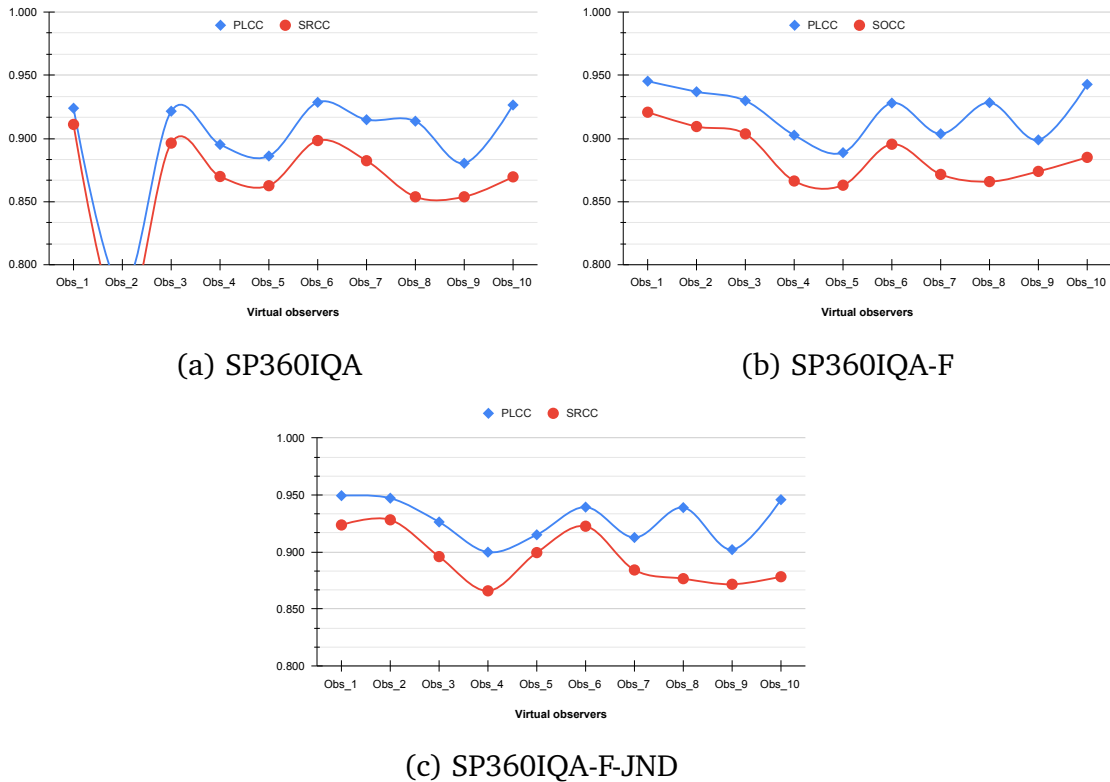 PLCC SRCC
1.000
0.950
0.900
0.850
0.800
Obs_1 Obs_2 Obs_3 Obs_4 Obs_5 Obs_6 Obs_7 Obs_8 Obs_9 Obs_10
Virtual observers
(a) SP360IQA
PLCC SOCC
1.000
0.950
0.900
0.850
0.800
Obs_1 Obs_2 Obs_3 Obs_4 Obs_5 Obs_6 Obs_7 Obs_8 Obs_9 Obs_10
Virtual observers
(b) SP360IQA-F
PLCC SRCC
1.000
0.950
0.900
0.850
0.800
Obs_1 Obs_2 Obs_3 Obs_4 Obs_5 Obs_6 Obs_7 Obs_8 Obs_9 Obs_10
Virtual observers
(c) SP360IQA-F-JND